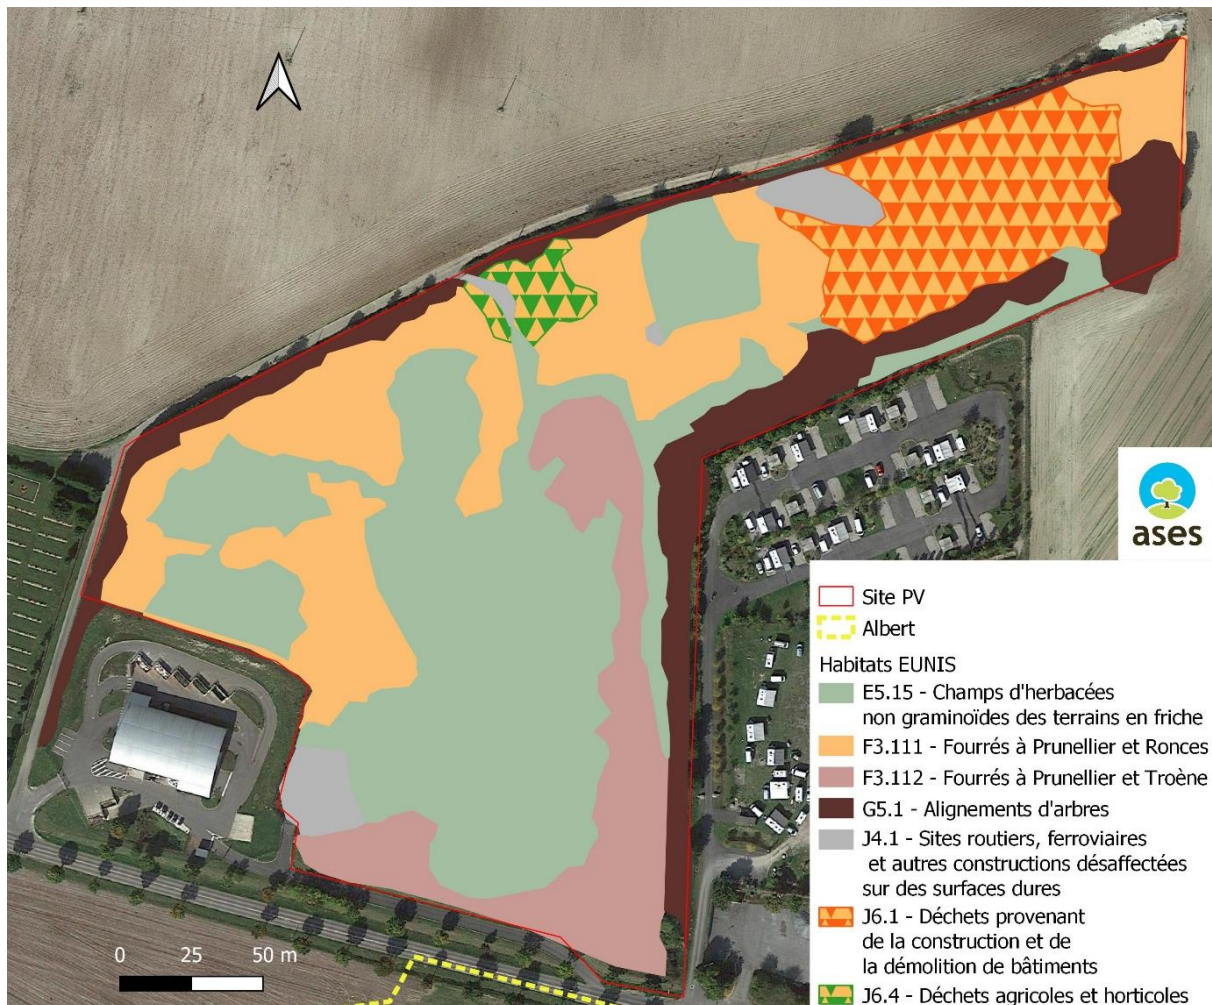 ases
Site PV
Albert
Habitats EUNIS
E5.15 - Champs d'herbacées
non graminoïdes des terrains en friche
F3.111 - Fourrés à Prunellier et Ronces
F3.112 - Fourrés à Prunellier et Troène
G5.1 - Alignements d'arbres
J4.1 - Sites routiers, ferroviaires
et autres constructions désaffectées
sur des surfaces dures
J6.1 - Déchets provenant
de la construction et de
la démolition de bâtiments
J6.4 - Déchets agricoles et horticoles
0 25 50 m